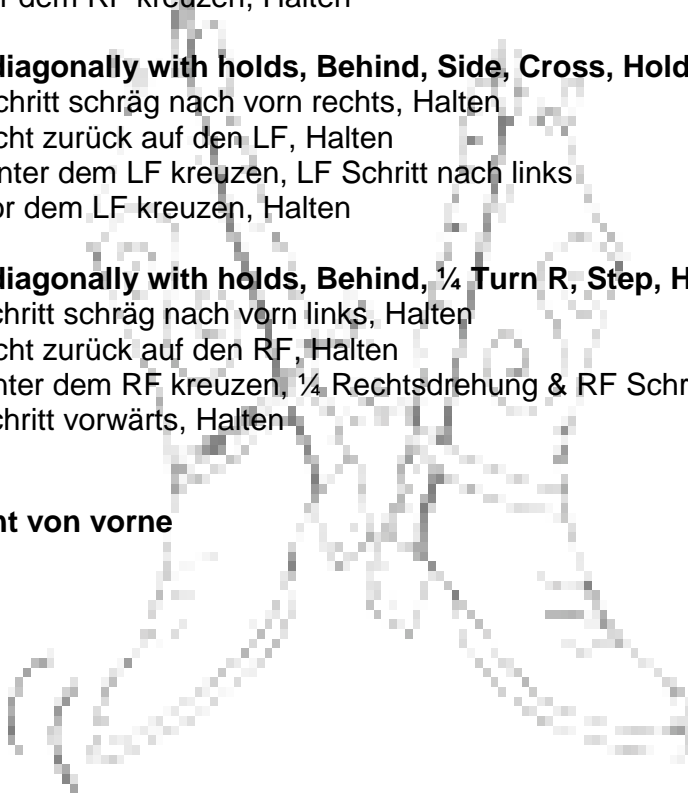 dem RF kreuzen, Halten
diagonally with holds, Behind, Side, Cross, Hold
chritt schräg nach vorn rechts, Halten
cht zurück auf den LF, Halten
nter dem LF kreuzen, LF Schritt nach links
or dem LF kreuzen, Halten
diagonally with holds, Behind, ¼ Turn R, Step, H
chritt schräg nach vorn links, Halten
cht zurück auf den RF, Halten
nter dem RF kreuzen, ¼ Rechtsdrehung & RF Schr
chritt vorwärts, Halten
nt von vorne